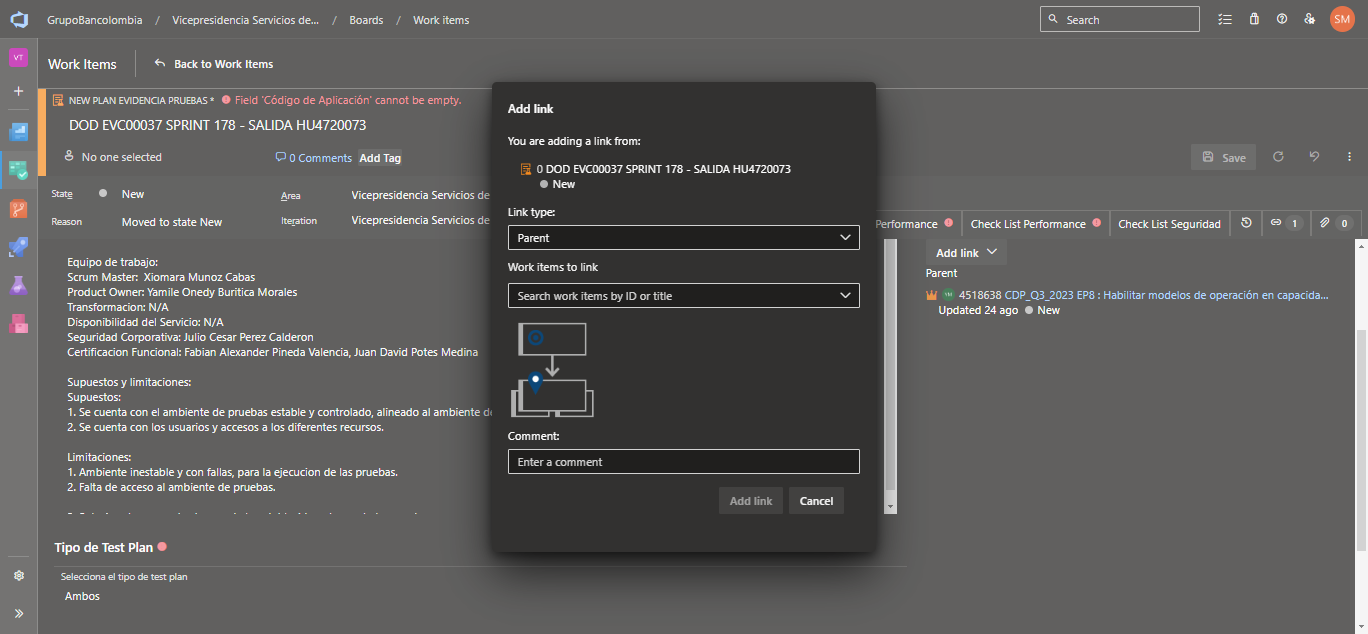 GrupoBancolombia / Vicepresidencia Servicios de... / Boards / Work items
Search
SM
VT
Work Items
Back to Work Items
NEW PLAN EVIDENCIA PRUEBAS * Field 'Código de Aplicación' cannot be empty.
DOD EVC00037 SPRINT 178 - SALIDA HU4720073
No one selected
0 Comments
Add Tag
Save
State
New
Area
Vicepresidencia Servicios de
Reason
Moved to state New
Iteration
Vicepresidencia Servicios de
Performance
Check List Performance
Check List Seguridad
1
0
Equipo de trabajo:
Scrum Master: Xiomara Munoz Cabas
Product Owner: Yamile Onedy Buritica Morales
Transformacion: N/A
Disponibilidad del Servicio: N/A
Seguridad Corporativa: Julio Cesar Perez Calderon
Certificacion Funcional: Fabian Alexander Pineda Valencia, Juan David Potes Medina
Supuestos y limitaciones:
Supuestos:
1. Se cuenta con el ambiente de pruebas estable y controlado, alineado al ambiente de
2. Se cuenta con los usuarios y accesos a los diferentes recursos.
Limitaciones:
1. Ambiente inestable y con fallas, para la ejecucion de las pruebas.
2. Falta de acceso al ambiente de pruebas.
Tipo de Test Plan
Selecciona el tipo de test plan
Ambos
Add link
You are adding a link from:
0 DOD EVC00037 SPRINT 178 - SALIDA HU4720073
New
Link type:
Parent
Work items to link
Search work items by ID or title
Comment:
Enter a comment
Add link
Cancel
Add link
Parent
4518638 CDP_Q3_2023 EP8 : Habilitar modelos de operación en capacida...
Updated 24 ago New